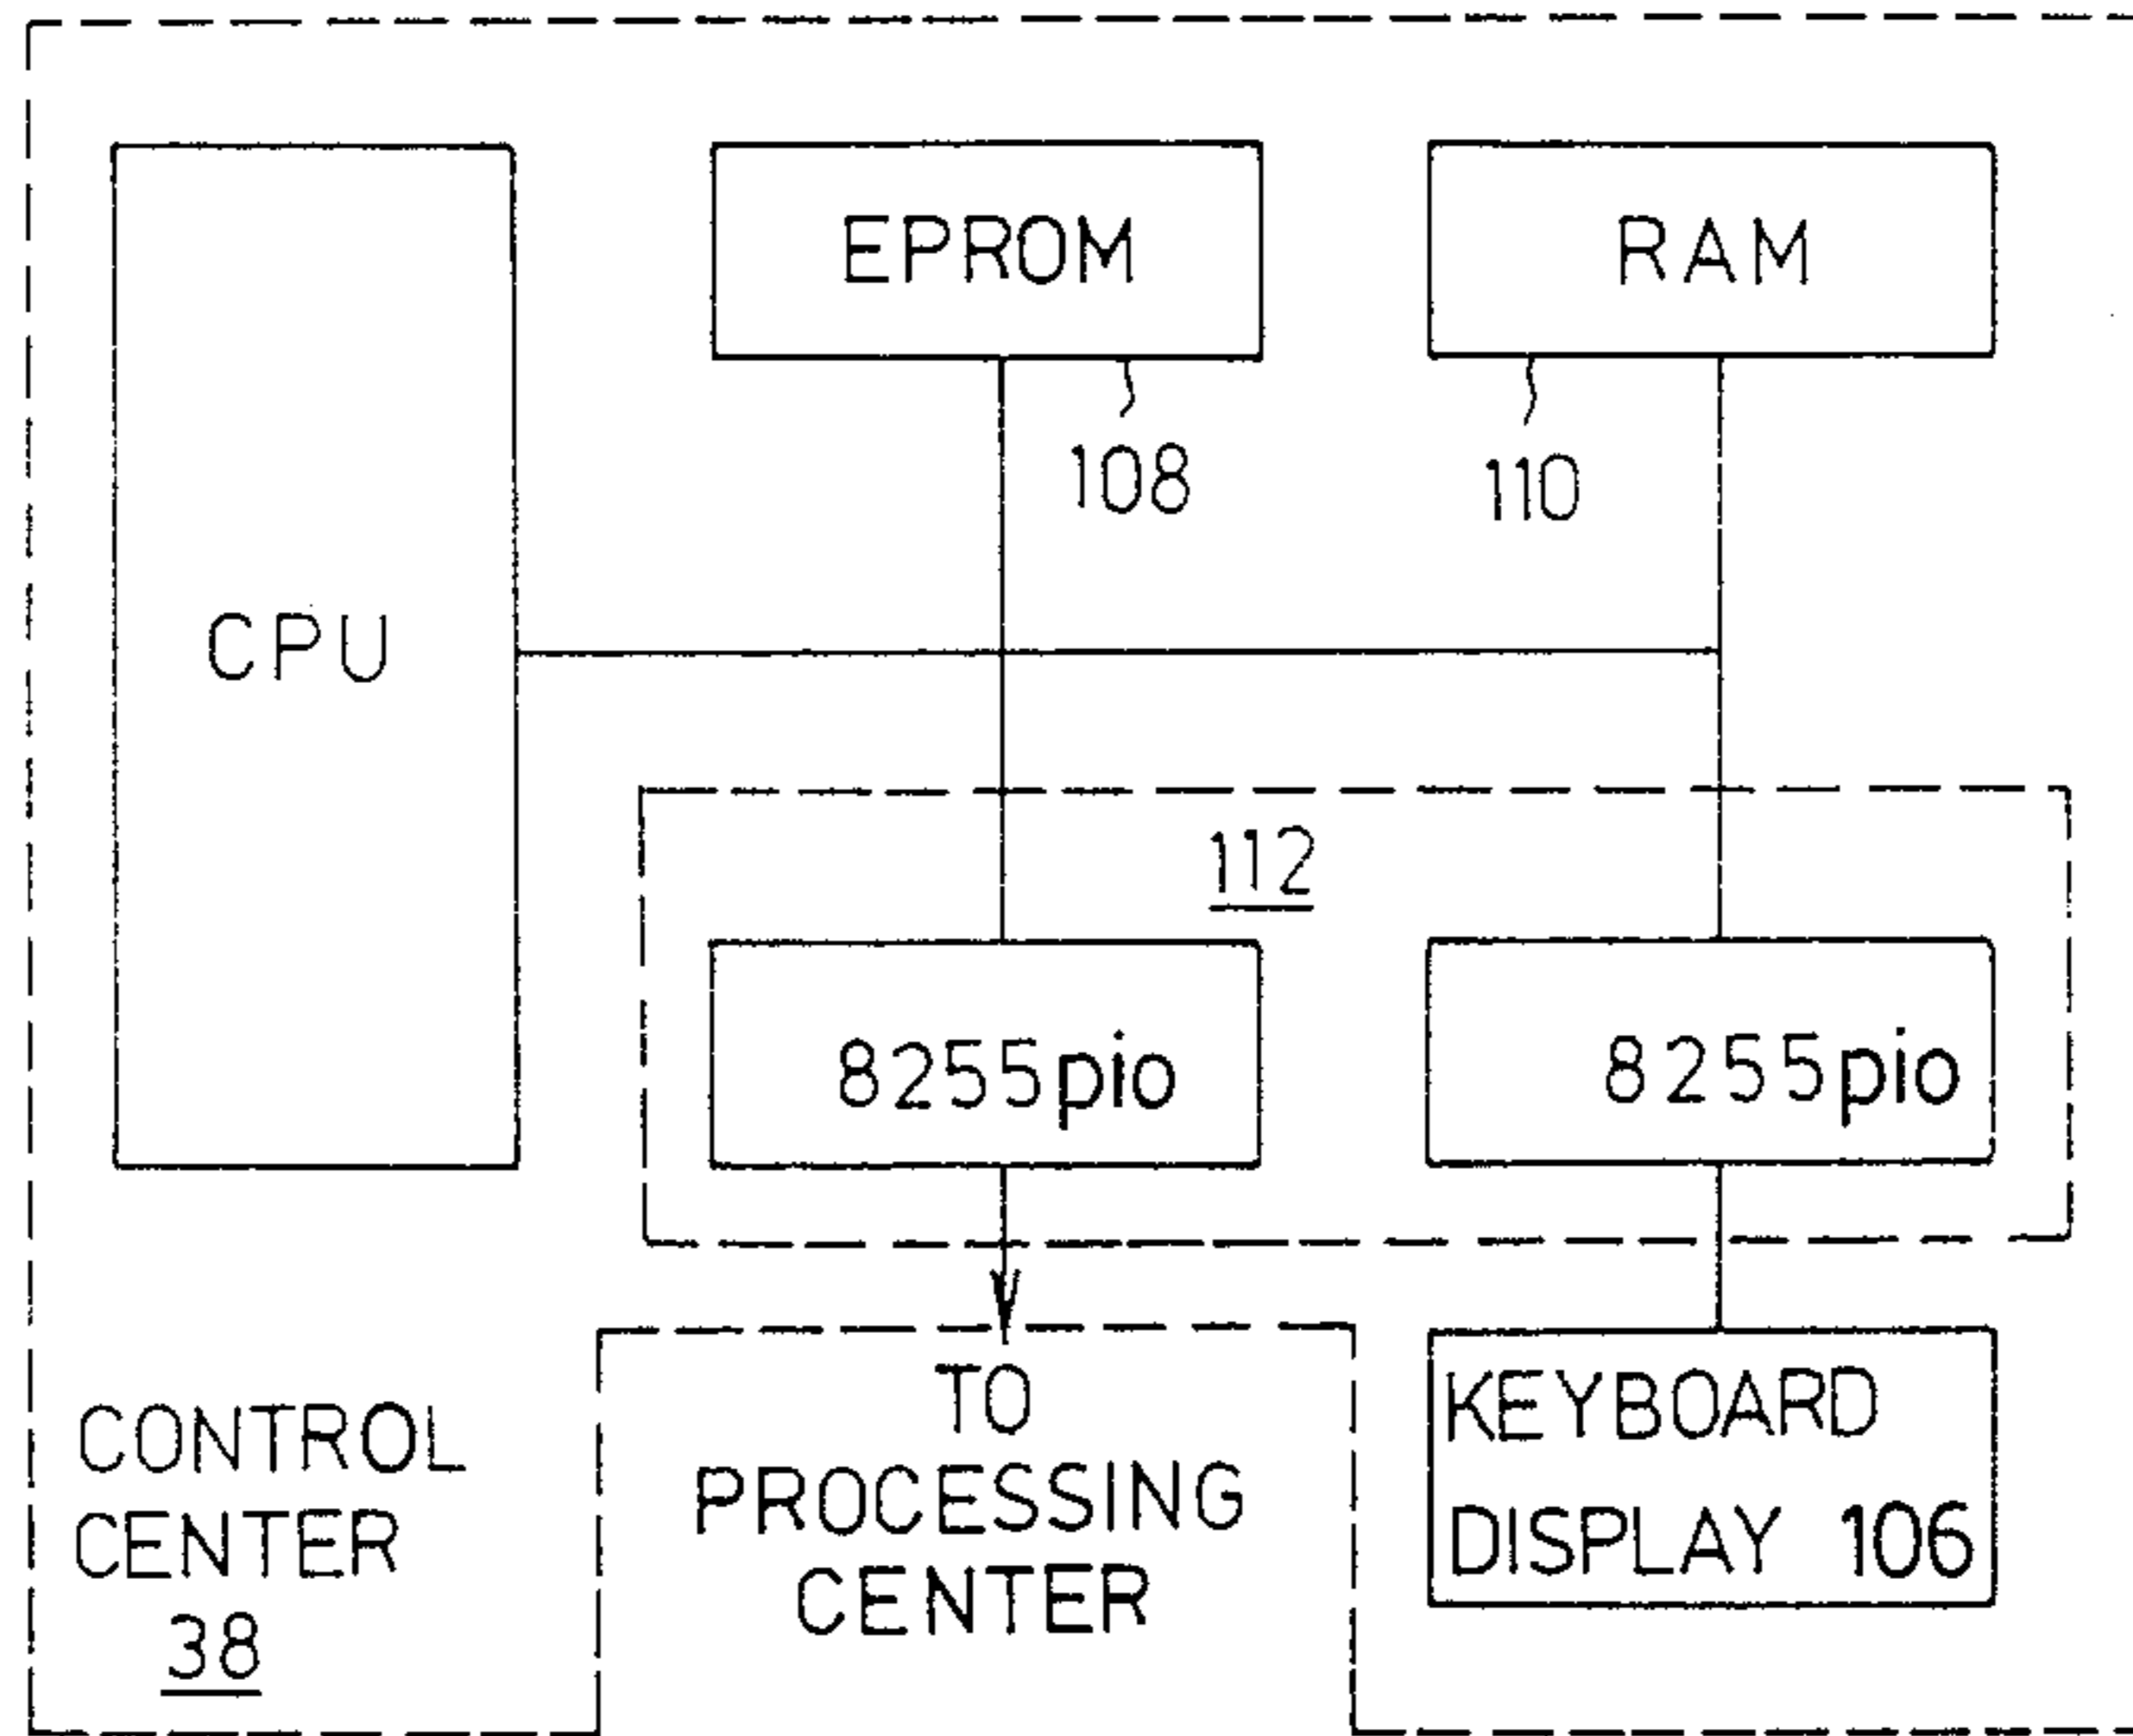 EPROM
RAM
108
110
CPU
112
8255pio
8255pio
CONTROL
CENTER
38
TO
PROCESSING
CENTER
KEYBOARD
DISPLAY 106